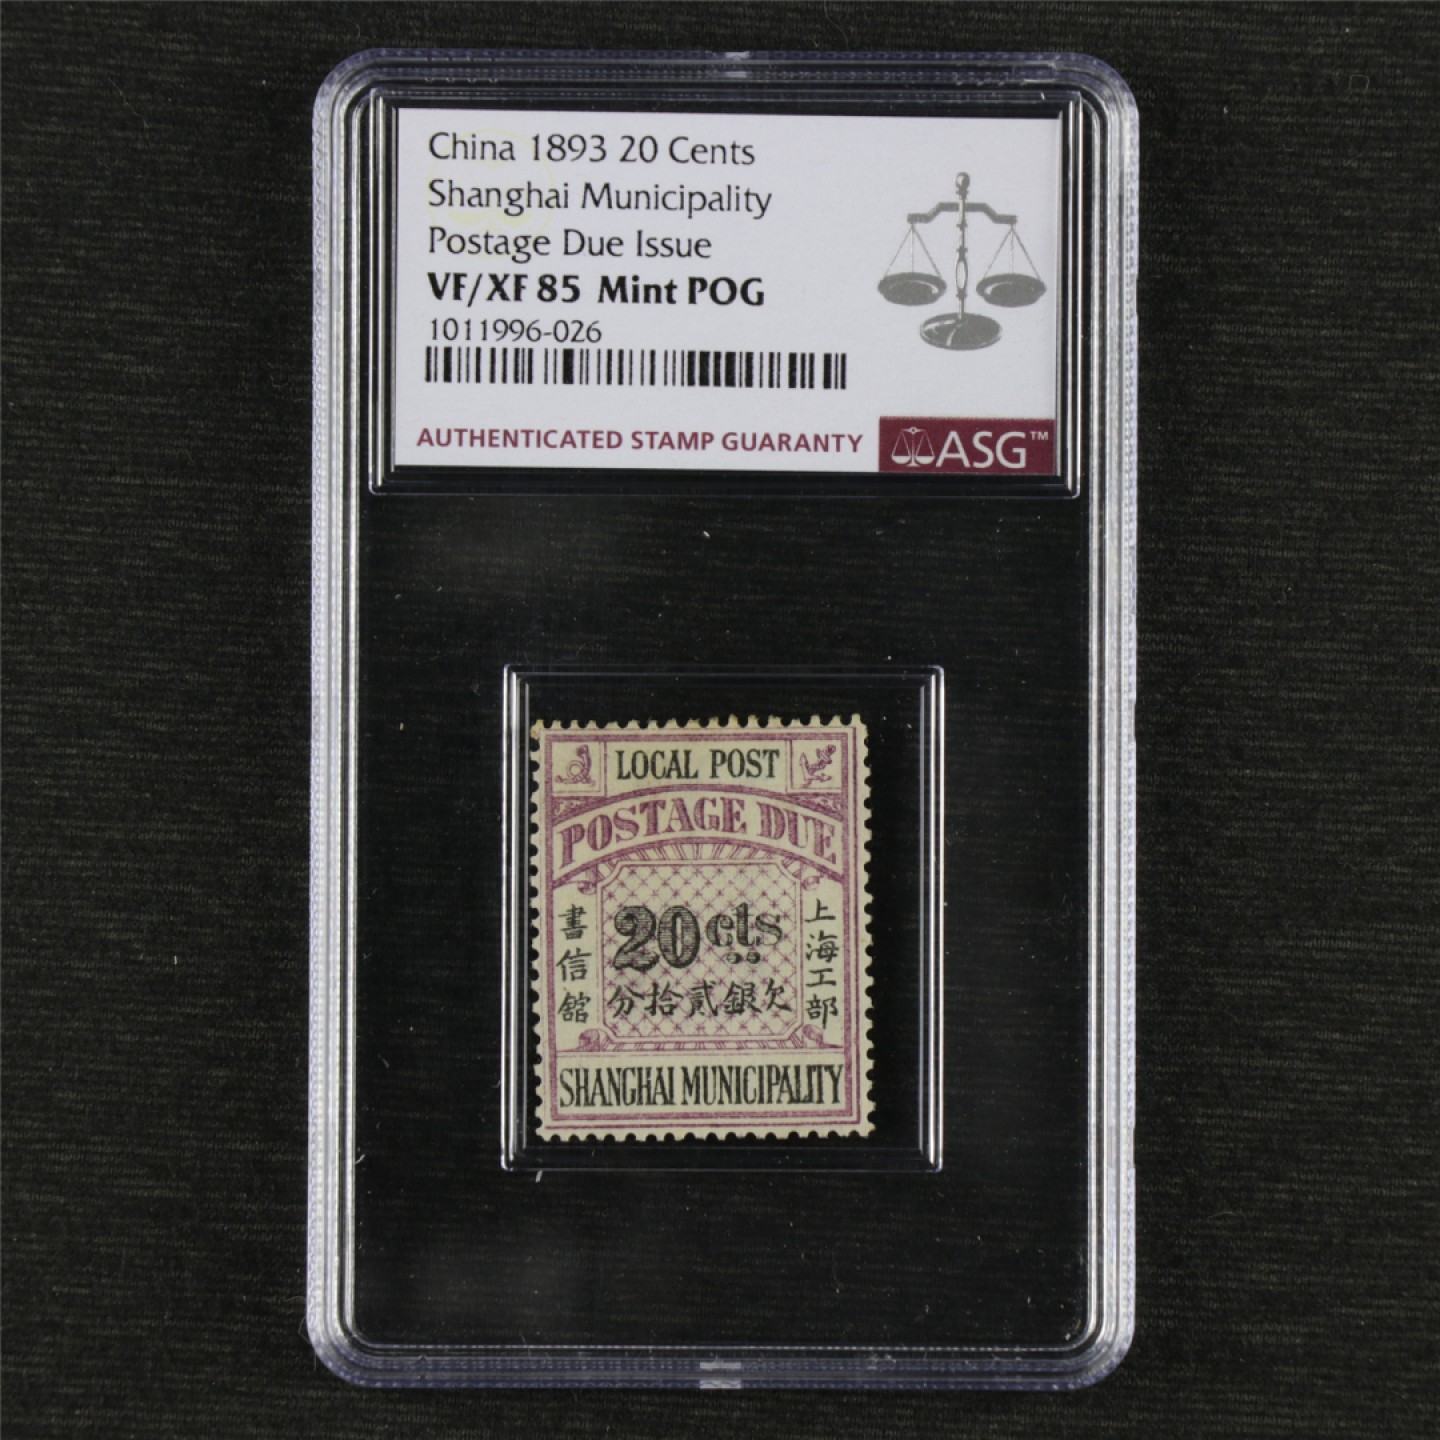 China 1893 20 Cents
Shanghai Municipality
Postage Due Issue
VF/XF 85 Mint POG
1011996-026
AUTHENTICATED STAMP GUARANTY
ASG™
LOCAL POST
POSTAGE DUE
20 cts
分拾貳銀欠
上海工部
書信館
SHANGHAI MUNICIPALITY